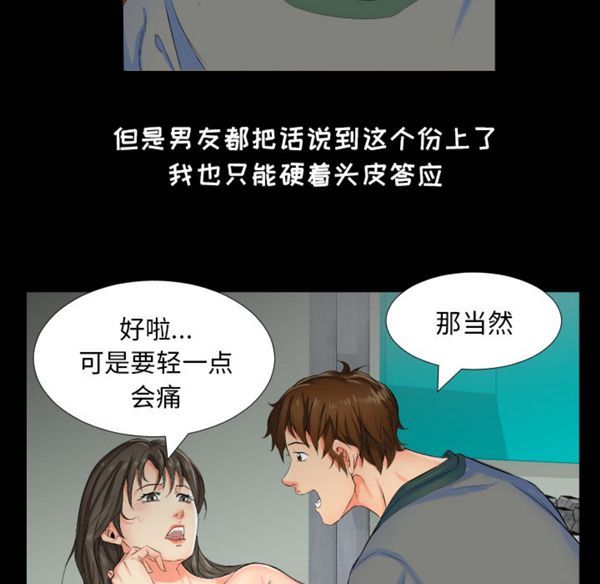 但是男友都把话说到这个份上了
我也只能硬着头皮答应
好啦...
可是要轻一点
会痛
那当然